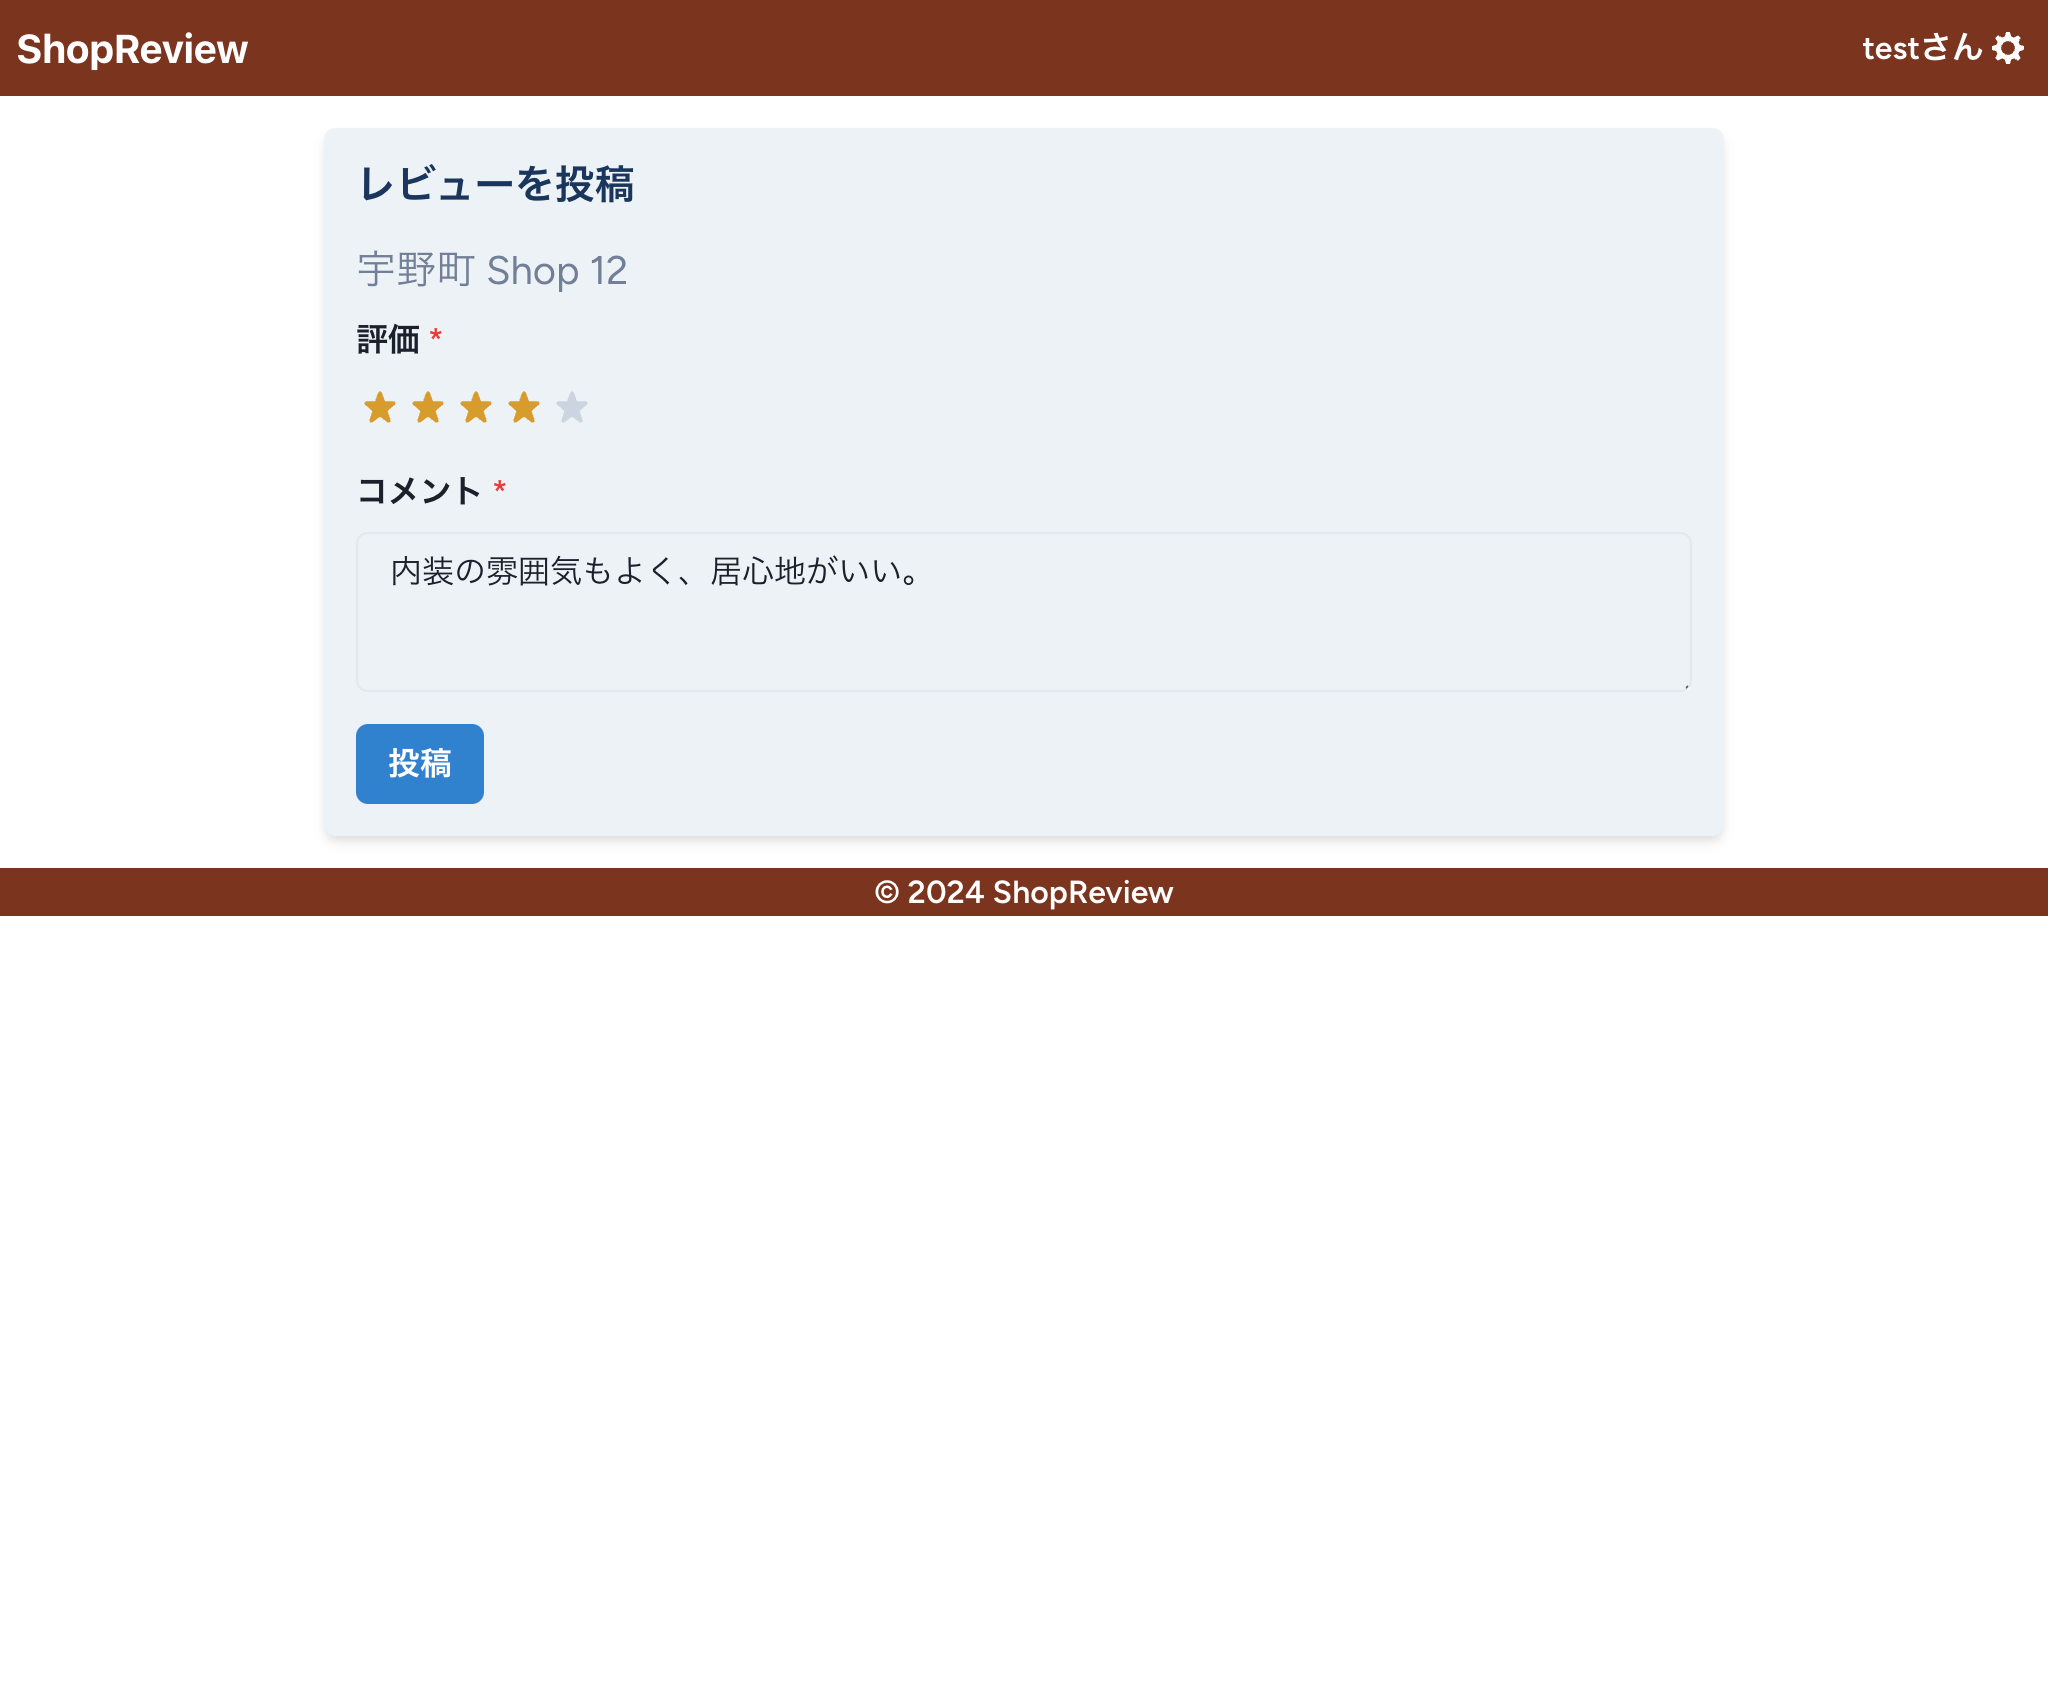 ShopReview
testさん
レビューを投稿
宇野町 Shop 12
評価 *
コメント *
内装の雰囲気もよく、居心地がいい。
投稿
© 2024 ShopReview